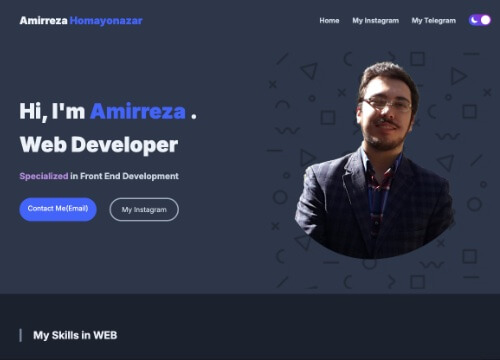 Amirreza Homayonazar
Home My Instagram My Telegram
Hi, I'm Amirreza .
Web Developer
Specialized in Front End Development
Contact Me(Email) My Instagram
My Skills in WEB